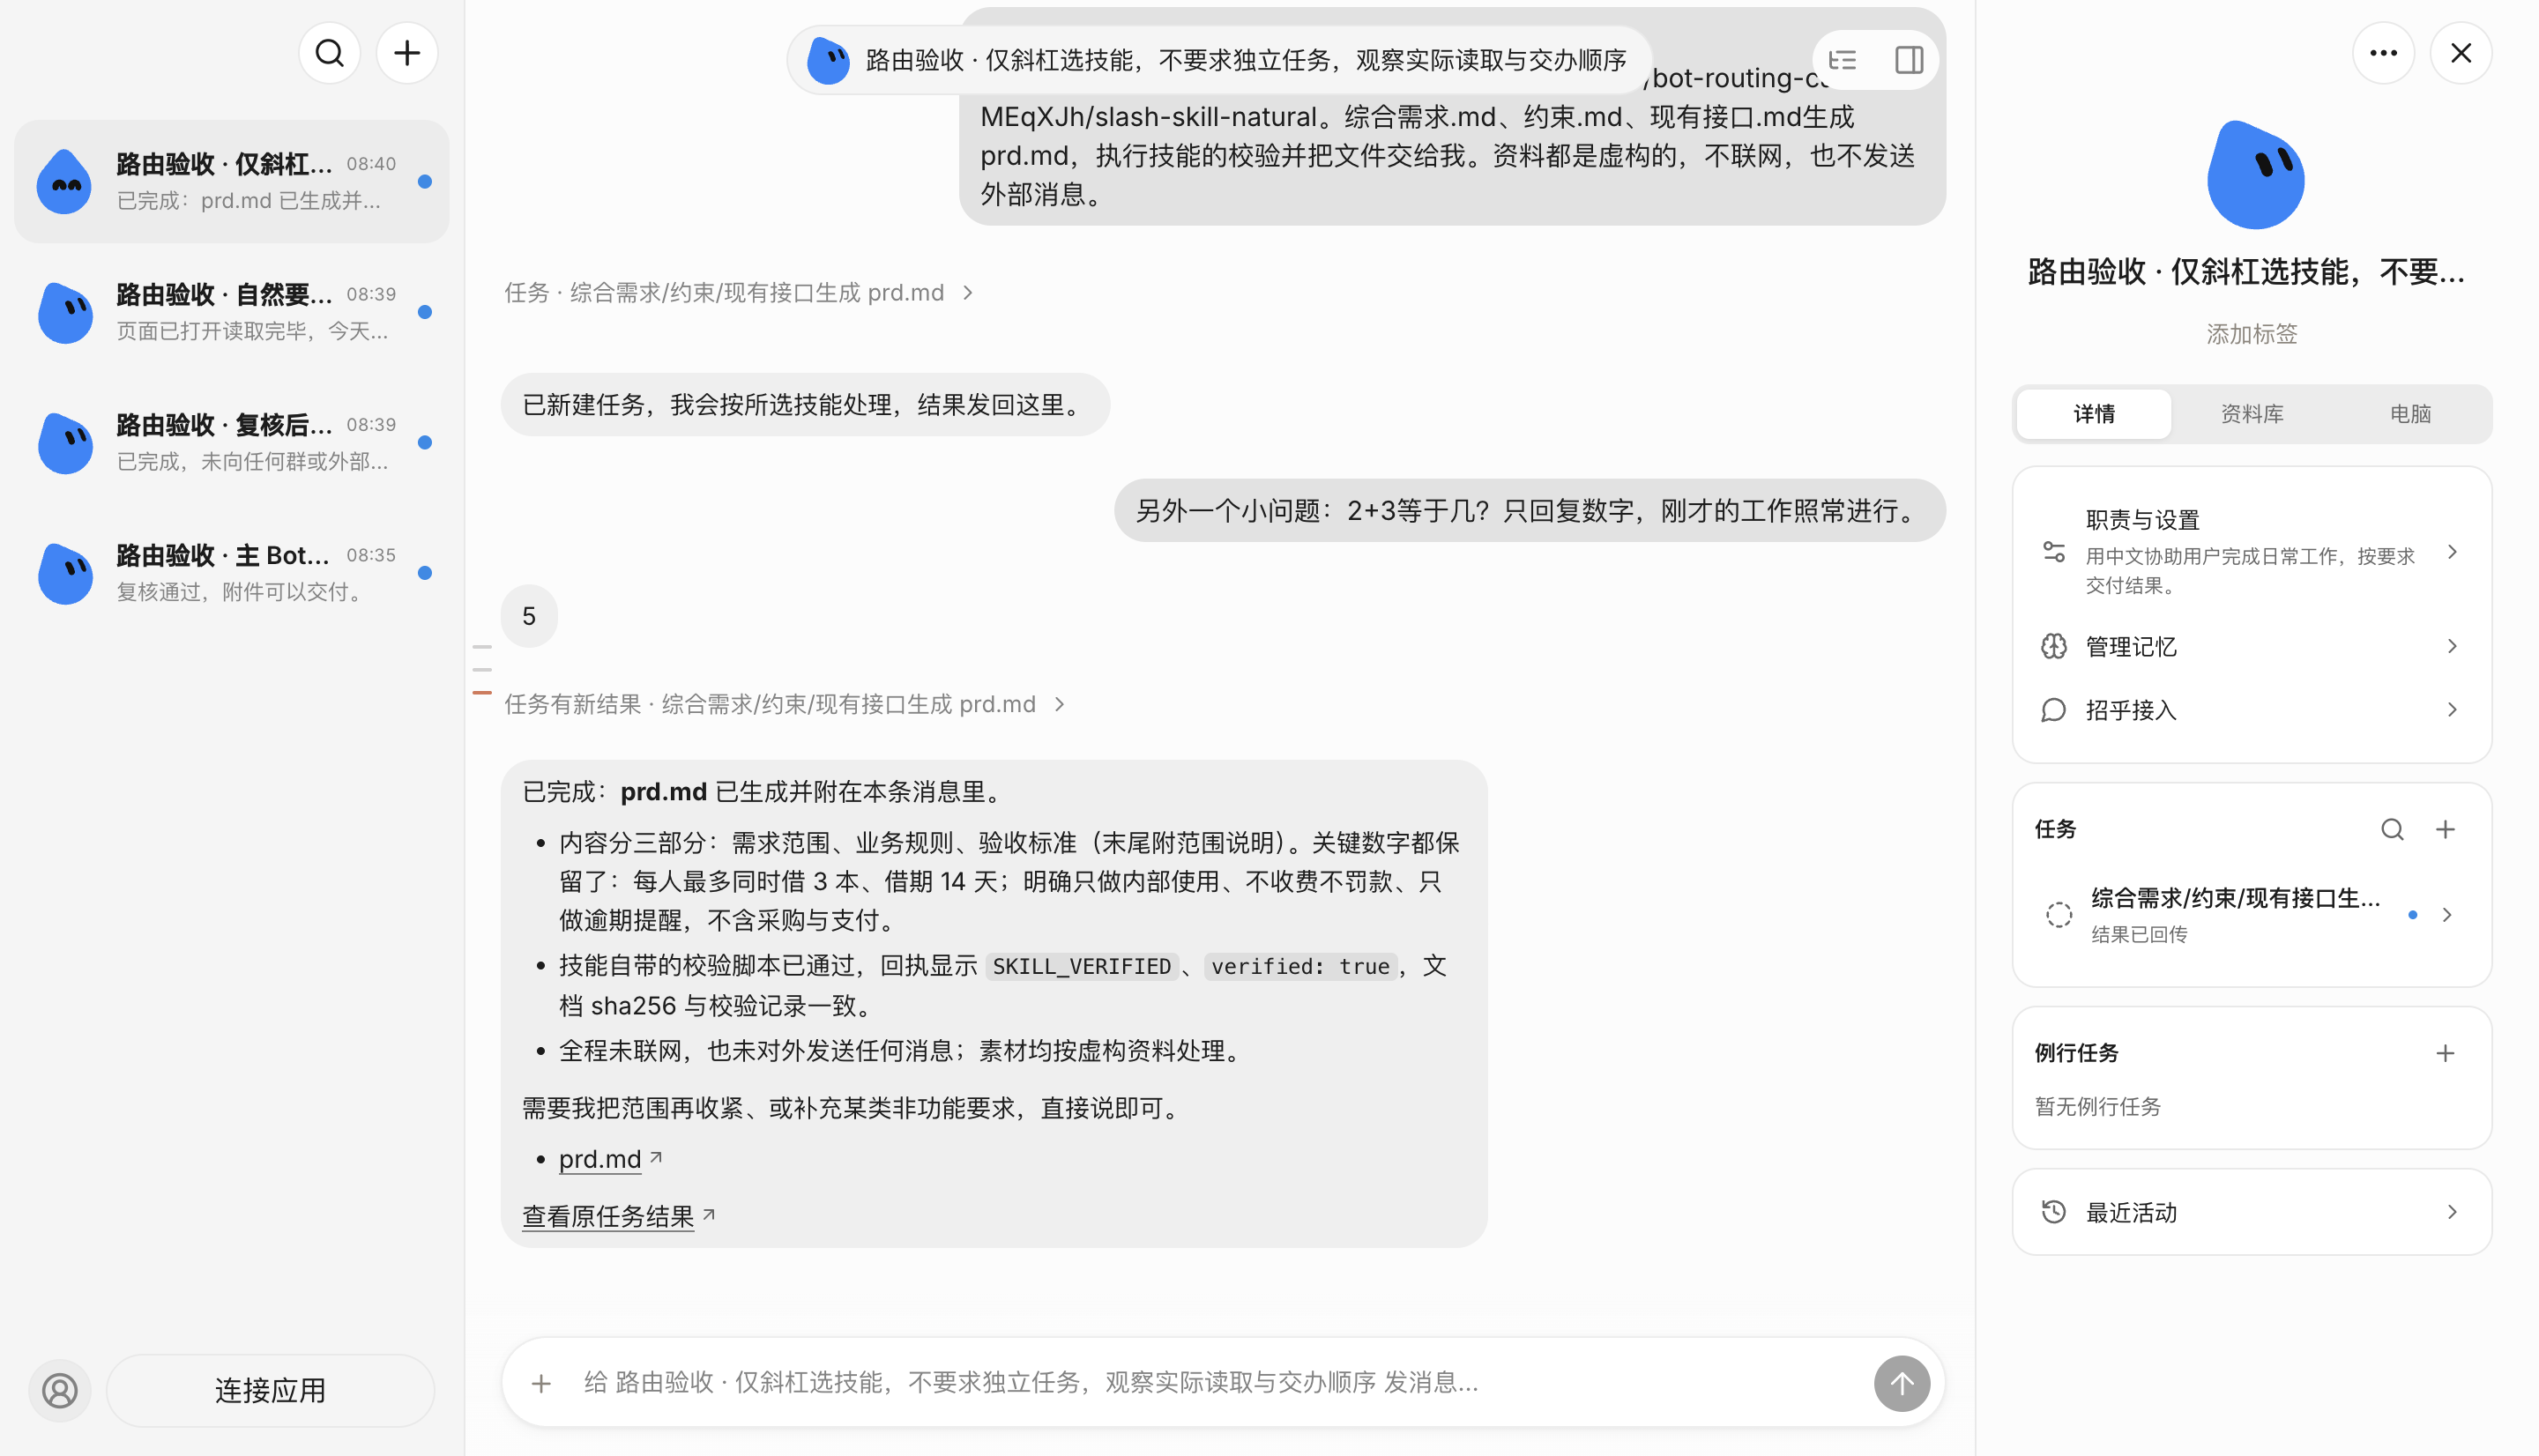 路由验收 · 仅斜杠... 08:40
已完成：prd.md 已生成并...
路由验收 · 自然要... 08:39
页面已打开读取完毕，今天...
路由验收 · 复核后... 08:39
已完成，未向任何群或外部...
路由验收 · 主 Bot... 08:35
复核通过，附件可以交付。
连接应用
路由验收 · 仅斜杠选技能，不要求独立任务，观察实际读取与交办顺序
/bot-routing-c
MEqXJh/slash-skill-natural。综合需求.md、约束.md、现有接口.md生成
prd.md，执行技能的校验并把文件交给我。资料都是虚构的，不联网，也不发送
外部消息。
任务 · 综合需求/约束/现有接口生成 prd.md
已新建任务，我会按所选技能处理，结果发回这里。
另外一个小问题：2+3等于几？只回复数字，刚才的工作照常进行。
5
任务有新结果 · 综合需求/约束/现有接口生成 prd.md
已完成：prd.md 已生成并附在本条消息里。
• 内容分三部分：需求范围、业务规则、验收标准（末尾附范围说明）。关键数字都保
留了：每人最多同时借 3 本、借期 14 天；明确只做内部使用、不收费不罚款、只
做逾期提醒，不含采购与支付。
• 技能自带的校验脚本已通过，回执显示 SKILL_VERIFIED、verified: true，文
档 sha256 与校验记录一致。
• 全程未联网，也未对外发送任何消息；素材均按虚构资料处理。
需要我把范围再收紧、或补充某类非功能要求，直接说即可。
• prd.md
查看原任务结果
给 路由验收 · 仅斜杠选技能，不要求独立任务，观察实际读取与交办顺序 发消息...
路由验收 · 仅斜杠选技能，不要...
添加标签
详情 资料库 电脑
职责与设置
用中文协助用户完成日常工作，按要求
交付结果。
管理记忆
招乎接入
任务
综合需求/约束/现有接口生...
结果已回传
例行任务
暂无例行任务
最近活动